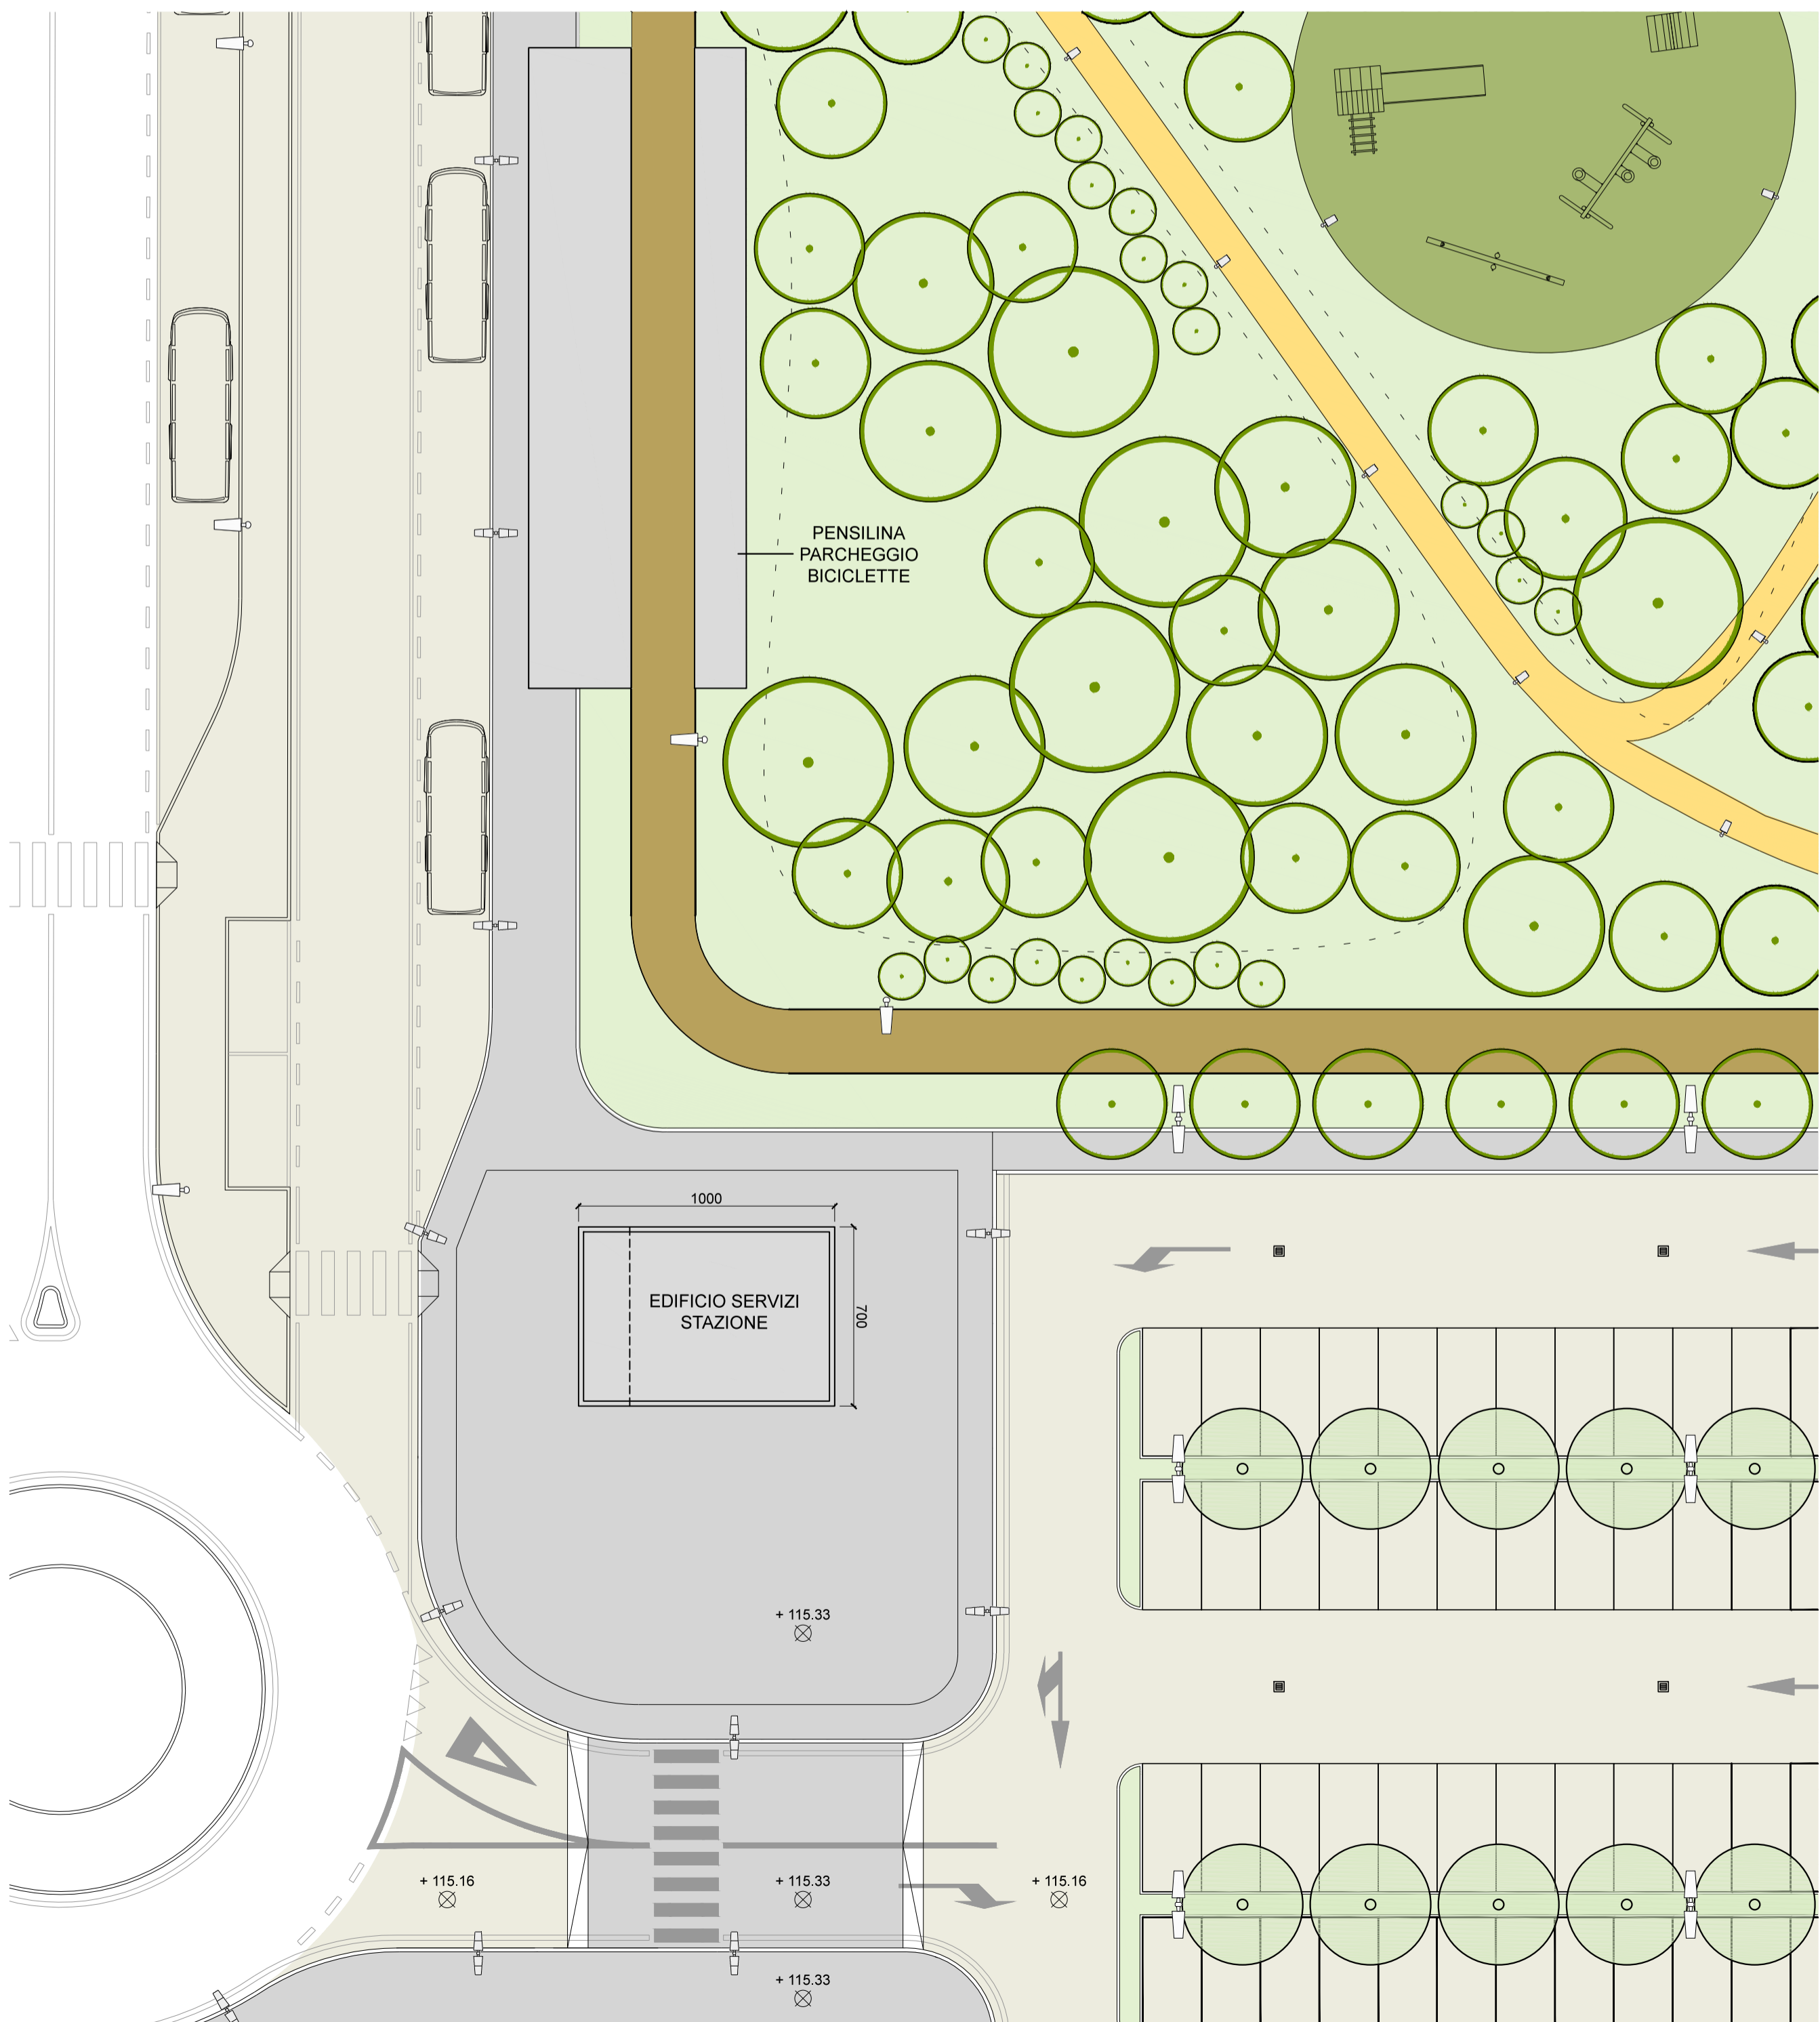 PENSILINA
PARCHEGGIO
BICICLETTE
1000
EDIFICIO SERVIZI
STAZIONE
700
+ 115.33
+ 115.16
+ 115.33
+ 115.16
+ 115.33